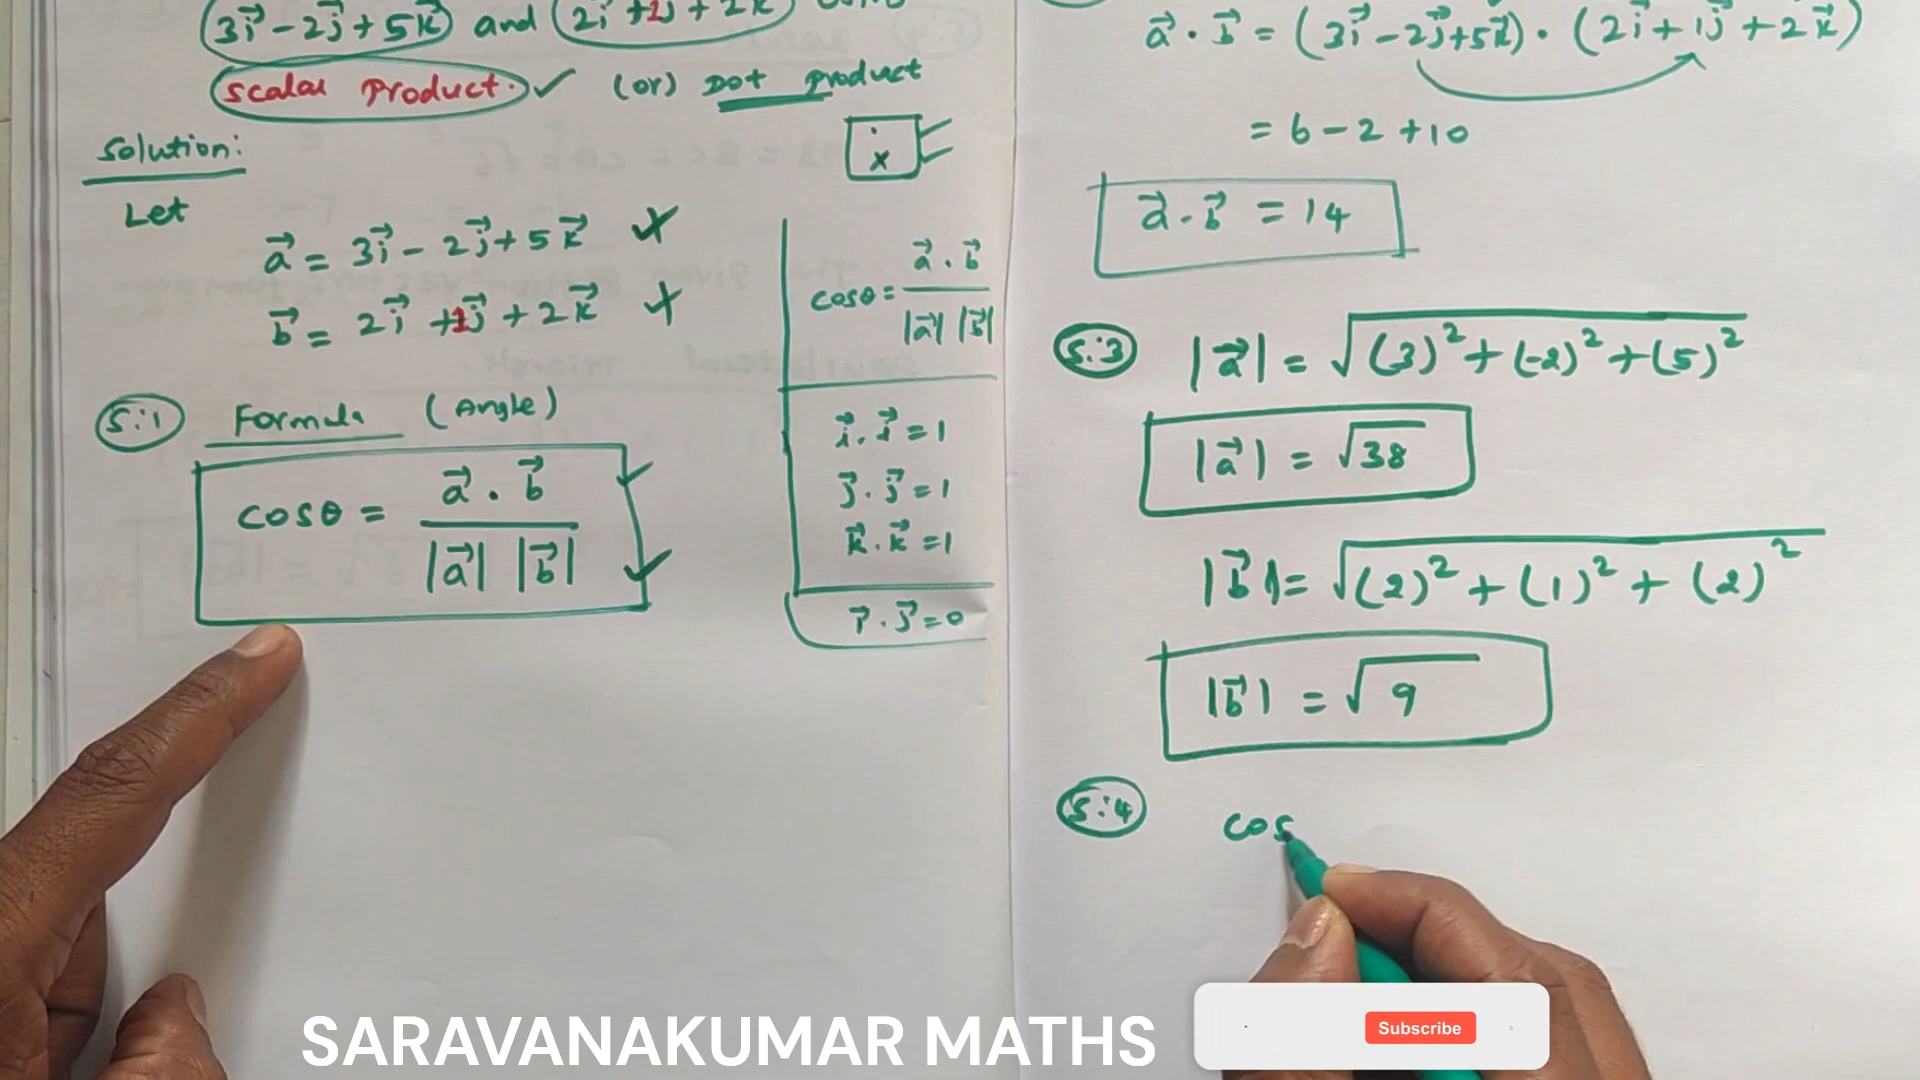 3i⃗ − 2j⃗ + 5k⃗ and 2i⃗ + 1j⃗ + 2k⃗
Scalar Product. ✓ (or) DOT product
Solution:
Let
a⃗ = 3i⃗ − 2j⃗ + 5k⃗
b⃗ = 2i⃗ + 1j⃗ + 2k⃗
S:1 Formula (Angle)
cosθ = a⃗ . b⃗ / |a⃗| |b⃗|
. x
cosθ = a⃗ . b⃗ / |a⃗| |b⃗|
i⃗ . i⃗ = 1
j⃗ . j⃗ = 1
k⃗ . k⃗ = 1
i⃗ . j⃗ = 0
a⃗ . b⃗ = (3i⃗ − 2j⃗ + 5k⃗) . (2i⃗ + 1j⃗ + 2k⃗)
= 6 − 2 + 10
a⃗ . b⃗ = 14
S:3 |a⃗| = √(3)² + (-2)² + (5)²
|a⃗| = √38
|b⃗| = √(2)² + (1)² + (2)²
|b⃗| = √9
S:4 cos
SARAVANAKUMAR MATHS
Subscribe